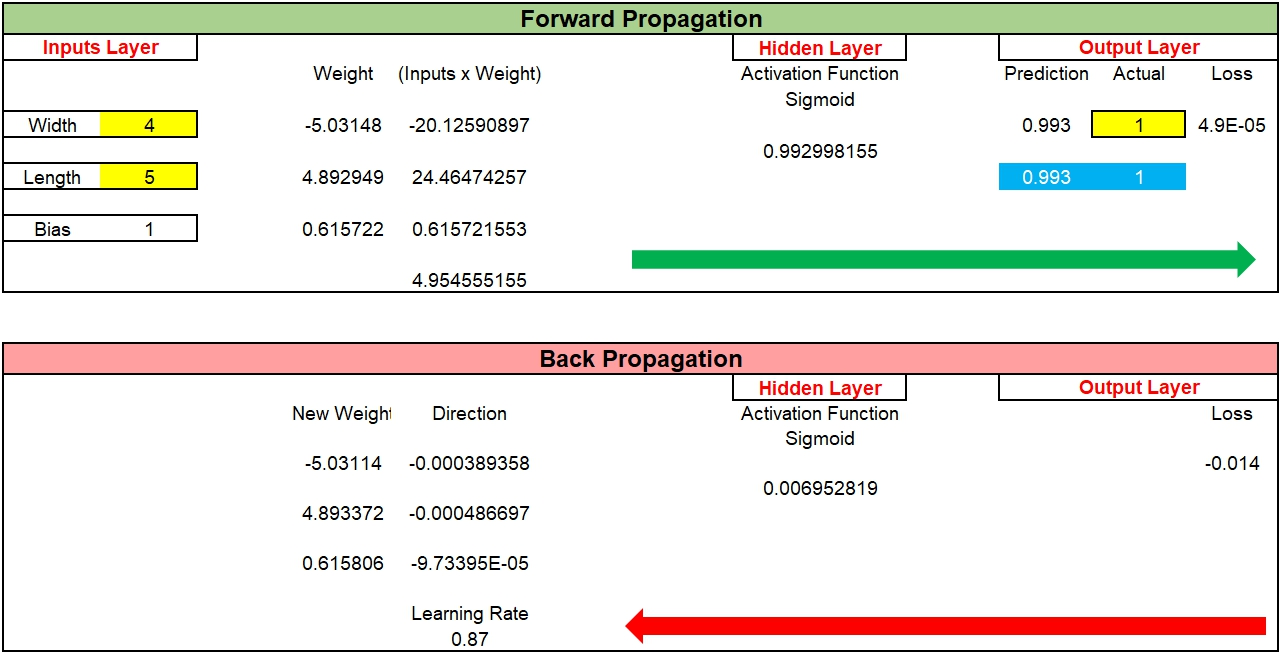 Forward Propagation
Inputs Layer Hidden Layer Output Layer
Weight (Inputs x Weight) Activation Function Prediction Actual Loss
Sigmoid
Width 4 -5.03148 -20.12590897 0.993 1 4.9E-05
0.992998155
Length 5 4.892949 24.46474257 0.993 1
Bias 1 0.615722 0.615721553
4.954555155
Back Propagation
Hidden Layer Output Layer
New Weight Direction Activation Function Loss
Sigmoid
-5.03114 -0.000389358 -0.014
0.006952819
4.893372 -0.000486697
0.615806 -9.73395E-05
Learning Rate
0.87